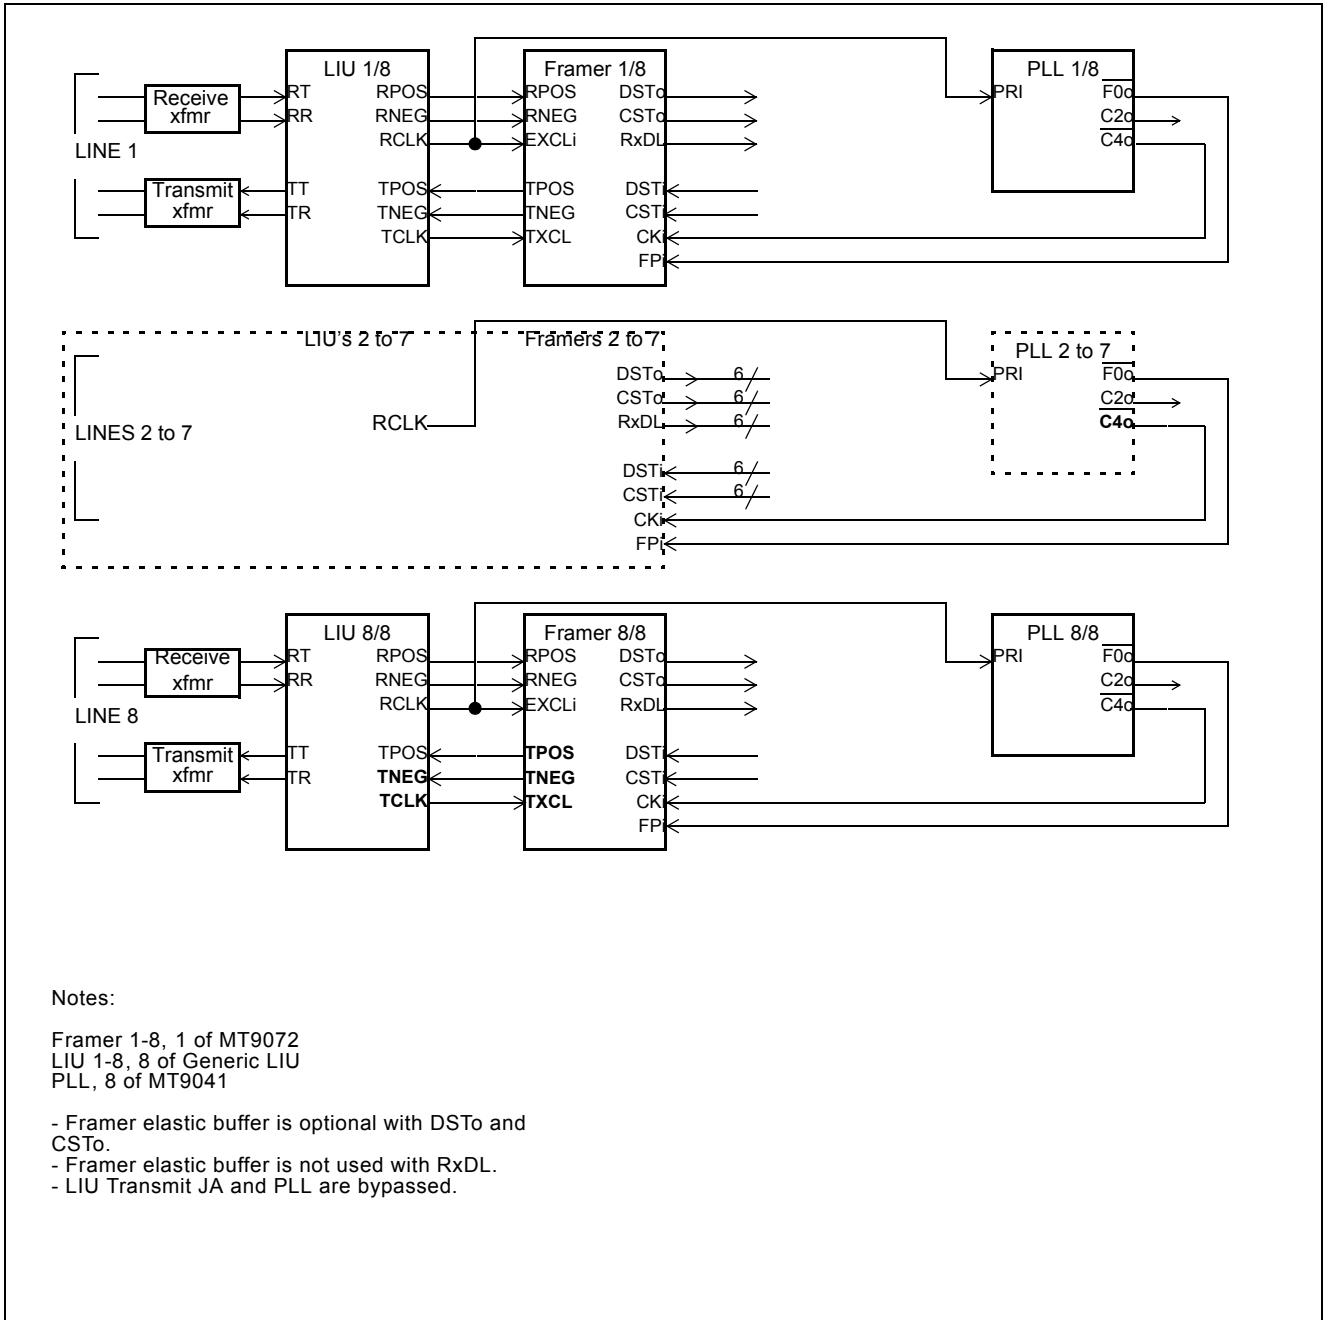 LIU 1/8 Framer 1/8 PLL 1/8
Receive xfmr RT RPOS RPOS DSTo PRI F0o
RR RNEG RNEG CSTo C2o
RCLK EXCLi RxDL C4o
LINE 1
Transmit xfmr TT TPOS TPOS DSTi
TR TNEG TNEG CSTi
TCLK TXCL CKi
FPi
LIU's 2 to 7 Framers 2 to 7 PLL 2 to 7
DSTo 6 PRI F0o
CSTo 6 C2o
LINES 2 to 7 RCLK RxDL 6 C4o
DSTi 6
CSTi 6
CKi
FPi
LIU 8/8 Framer 8/8 PLL 8/8
Receive xfmr RT RPOS RPOS DSTo PRI F0o
RR RNEG RNEG CSTo C2o
RCLK EXCLi RxDL C4o
LINE 8
Transmit xfmr TT TPOS TPOS DSTi
TR TNEG TNEG CSTi
TCLK TXCL CKi
FPi
Notes:
Framer 1-8, 1 of MT9072
LIU 1-8, 8 of Generic LIU
PLL, 8 of MT9041
- Framer elastic buffer is optional with DSTo and
CSTo.
- Framer elastic buffer is not used with RxDL.
- LIU Transmit JA and PLL are bypassed.